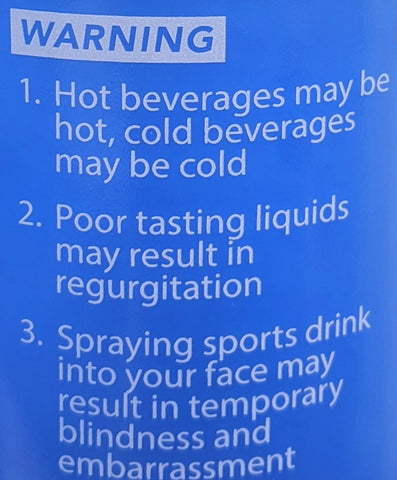 WARNING
1. Hot beverages may be
hot, cold beverages
may be cold
2. Poor tasting liquids
may result in
regurgitation
3. Spraying sports drink
into your face may
result in temporary
blindness and
embarrassment